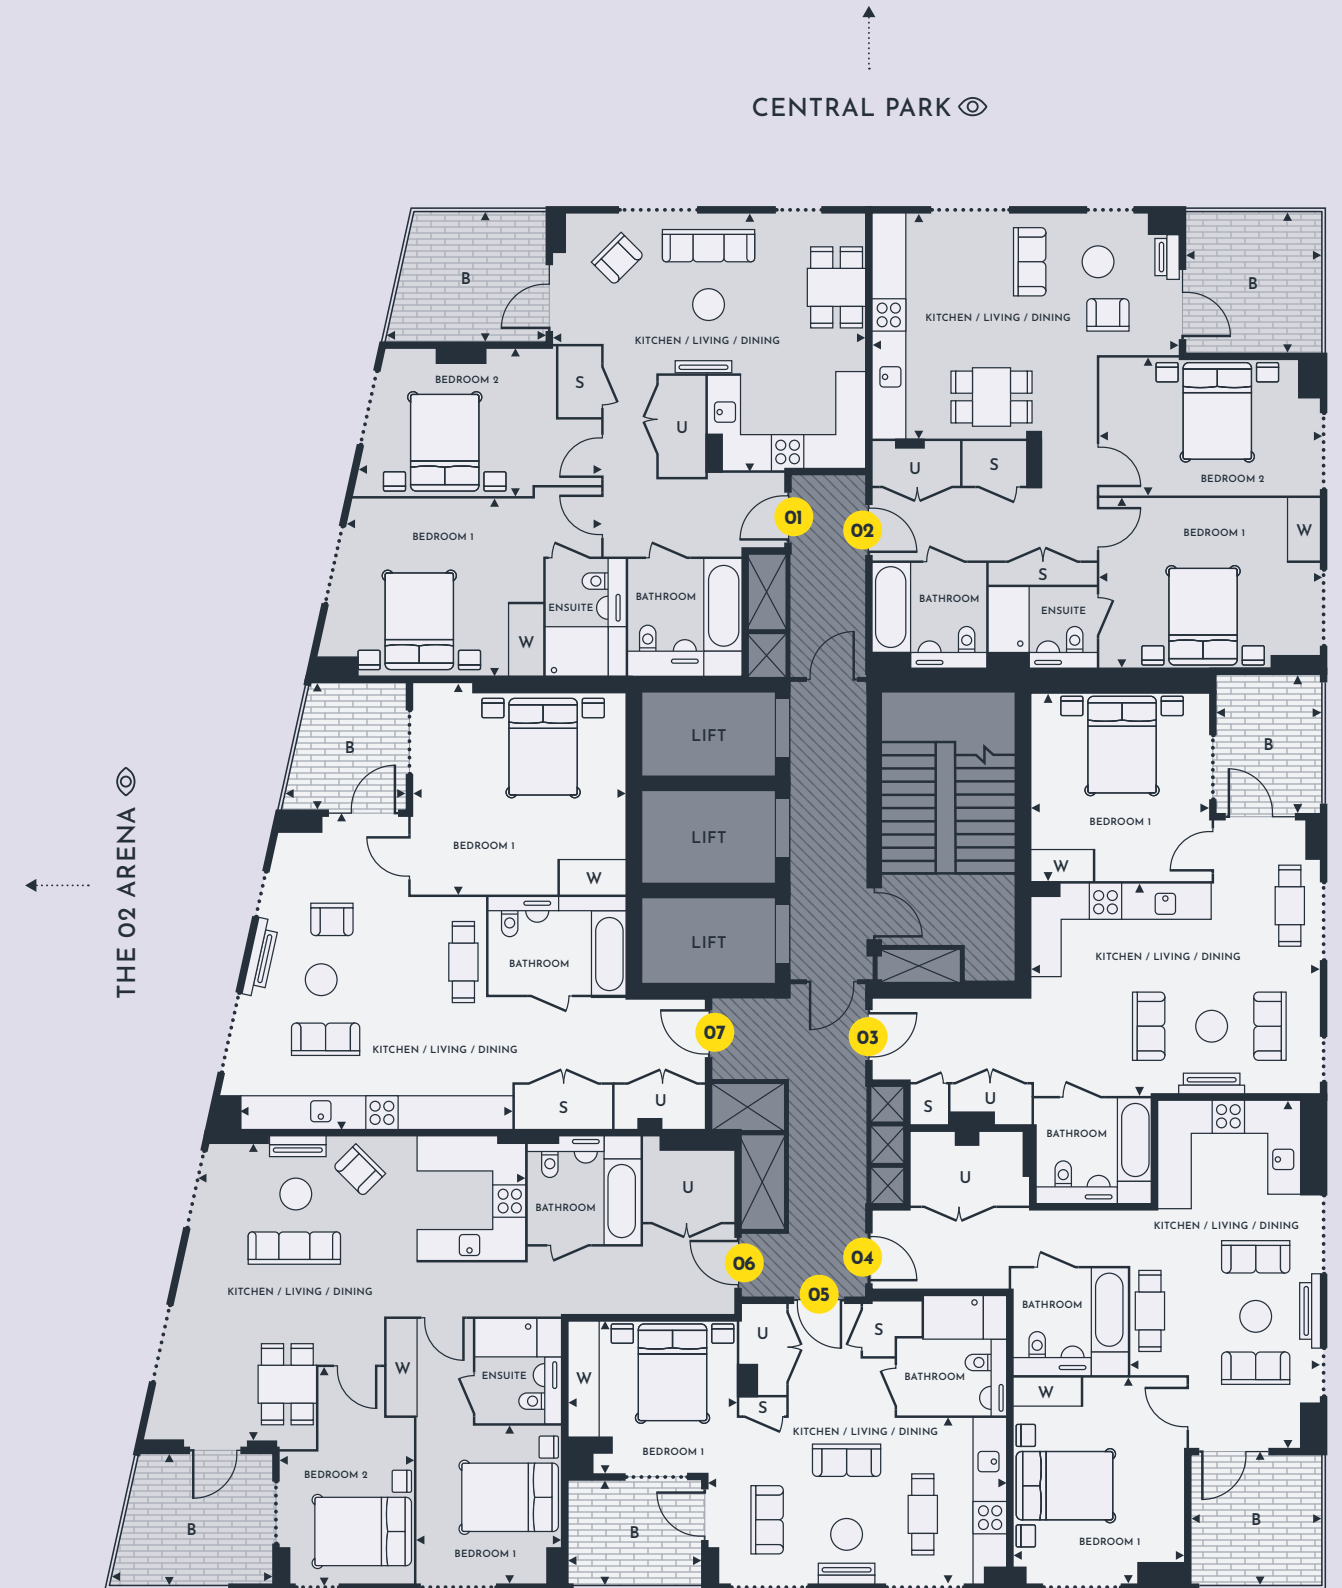 CENTRAL PARK
THE O2 ARENA
B
KITCHEN / LIVING / DINING
BEDROOM 2
S
U
BEDROOM 1
ENSUITE
BATHROOM
W
01
02
KITCHEN / LIVING / DINING
B
U
S
BEDROOM 2
BEDROOM 1
W
S
BATHROOM
ENSUITE
B
BEDROOM 1
W
BATHROOM
KITCHEN / LIVING / DINING
S
U
07
LIFT
LIFT
LIFT
BEDROOM 1
B
W
KITCHEN / LIVING / DINING
03
S
U
BATHROOM
U
KITCHEN / LIVING / DINING
04
BATHROOM
W
BEDROOM 1
B
BATHROOM
U
06
KITCHEN / LIVING / DINING
W
ENSUITE
BEDROOM 2
B
BEDROOM 1
05
U
S
W
S
BATHROOM
KITCHEN / LIVING / DINING
BEDROOM 1
B